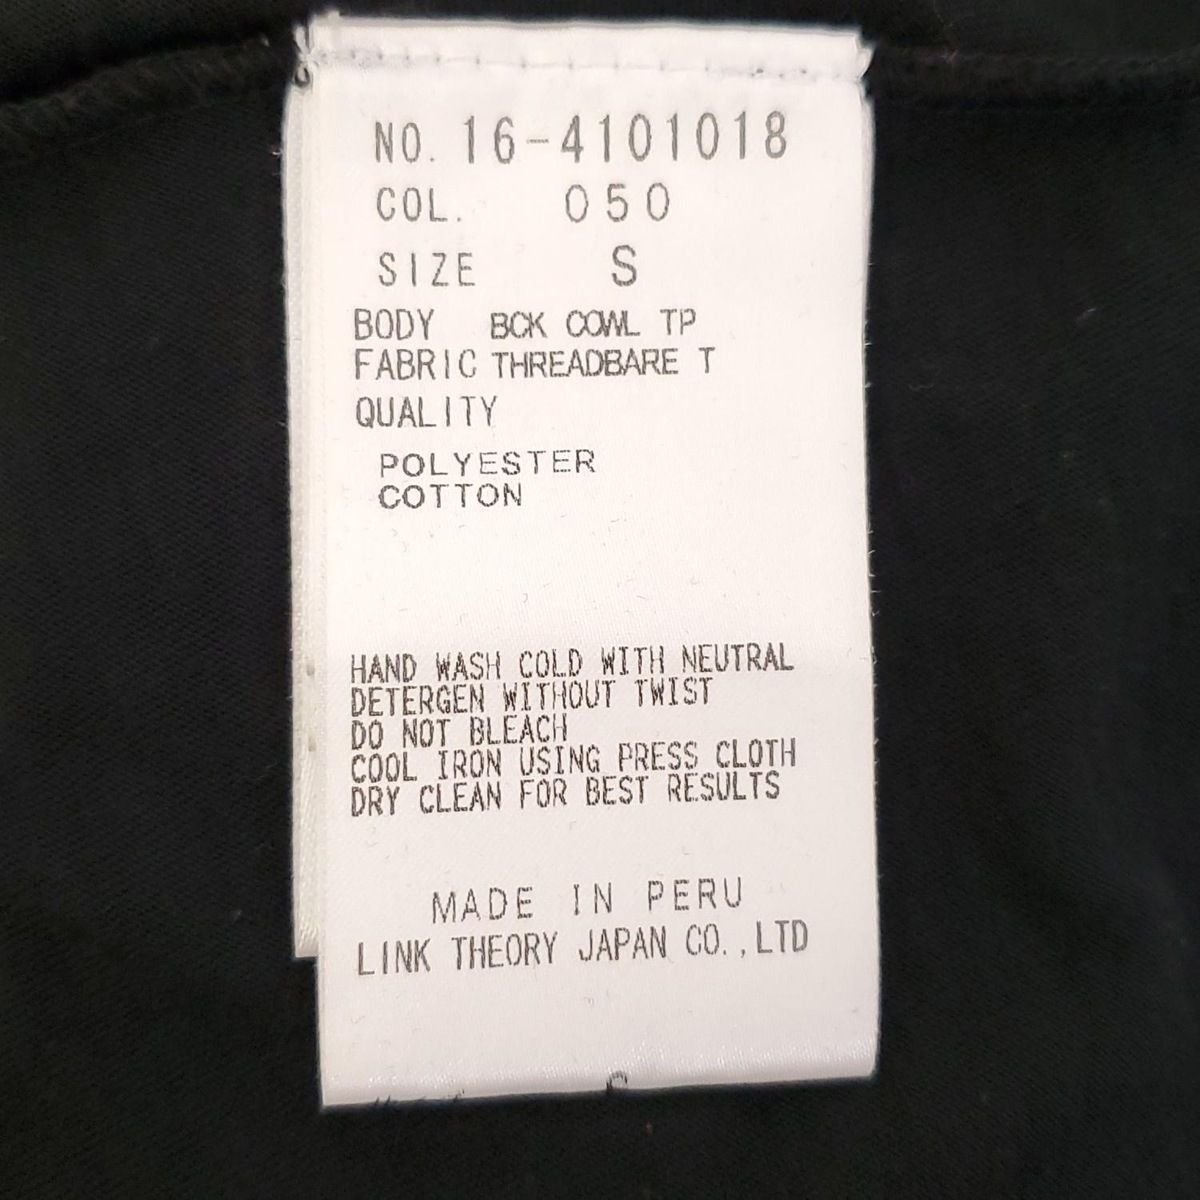 NO. 16-4101018
COL. 050
SIZE S
BODY BCK COWL TP
FABRIC THREADBARE T
QUALITY
POLYESTER
COTTON
HAND WASH COLD WITH NEUTRAL
DETERGEN WITHOUT TWIST
DO NOT BLEACH
COOL IRON USING PRESS CLOTH
DRY CLEAN FOR BEST RESULTS
MADE IN PERU
LINK THEORY JAPAN CO.,LTD